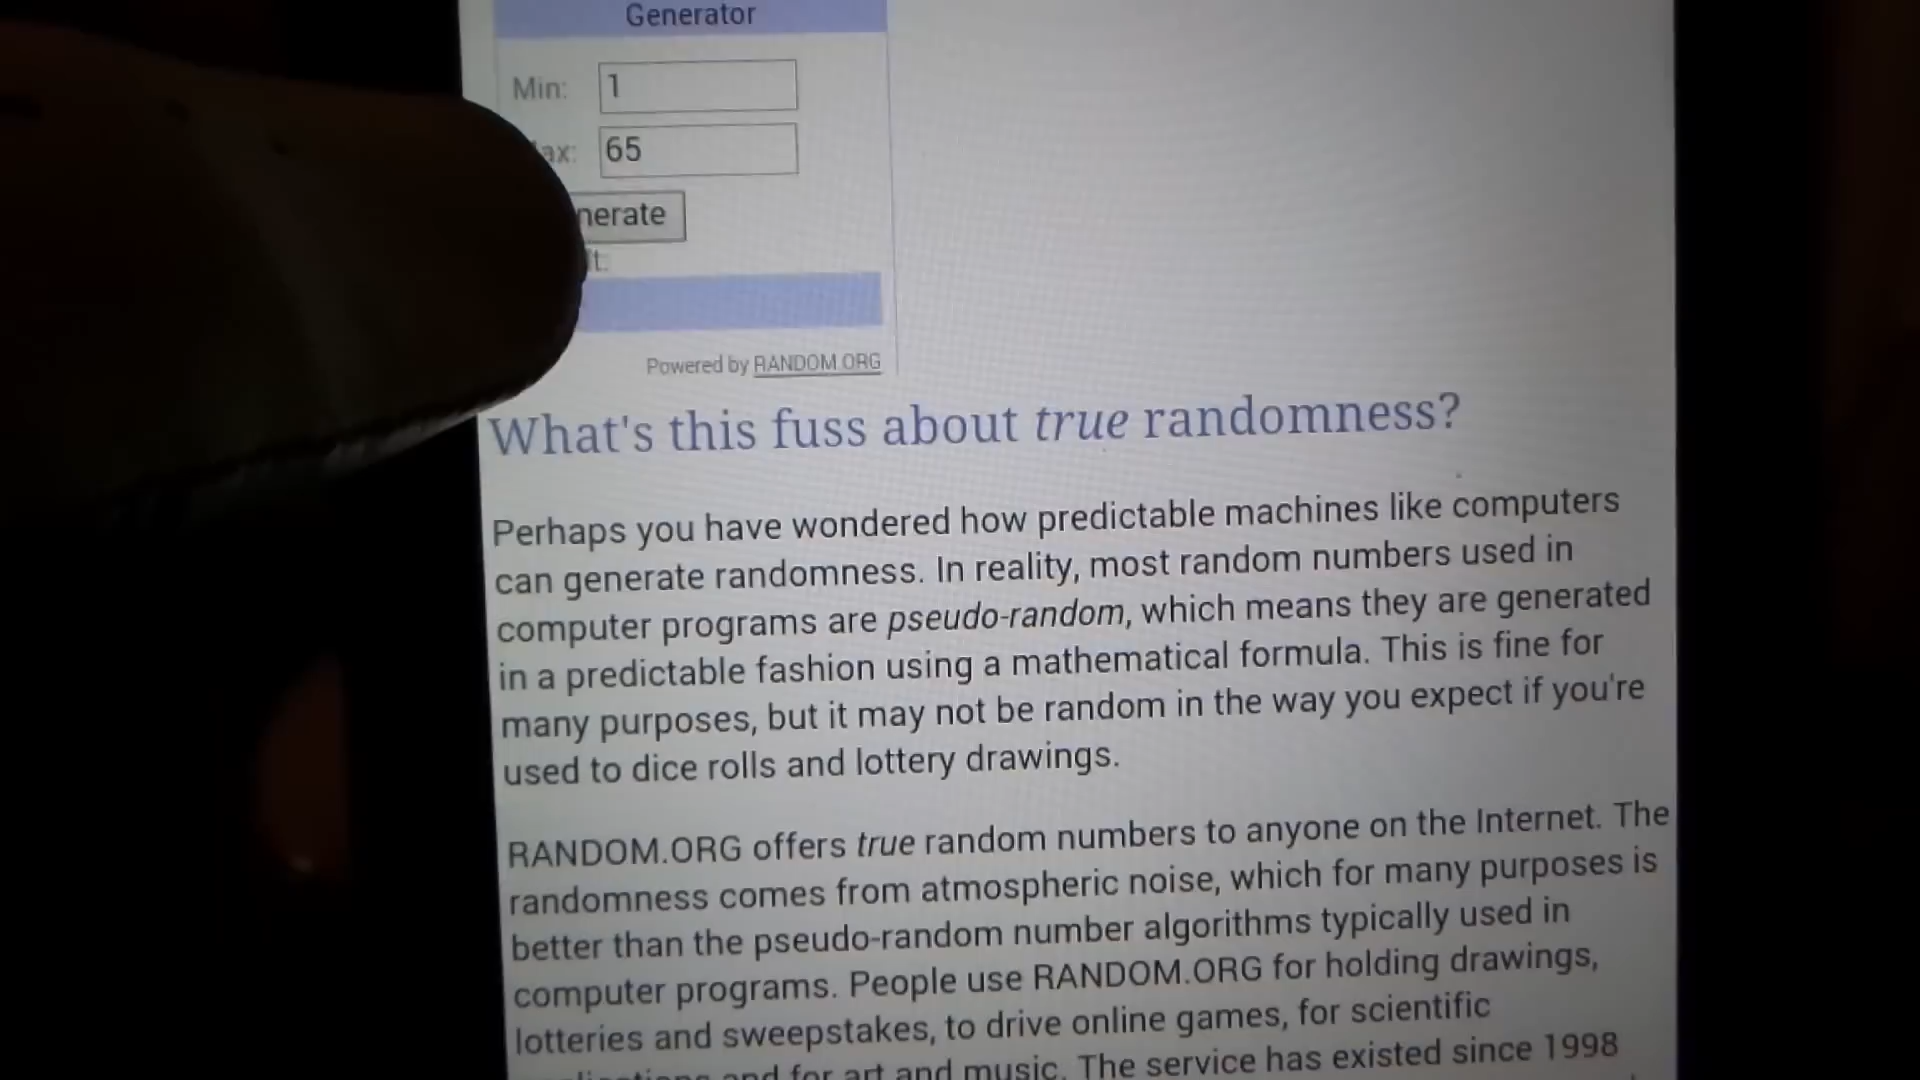 Generator
Min: 1
ax: 65
nerate
lt:
Powered by RANDOM.ORG
What's this fuss about true randomness?
Perhaps you have wondered how predictable machines like computers
can generate randomness. In reality, most random numbers used in
computer programs are pseudo-random, which means they are generated
in a predictable fashion using a mathematical formula. This is fine for
many purposes, but it may not be random in the way you expect if you're
used to dice rolls and lottery drawings.
RANDOM.ORG offers true random numbers to anyone on the Internet. The
randomness comes from atmospheric noise, which for many purposes is
better than the pseudo-random number algorithms typically used in
computer programs. People use RANDOM.ORG for holding drawings,
lotteries and sweepstakes, to drive online games, for scientific
and for art and music. The service has existed since 1998